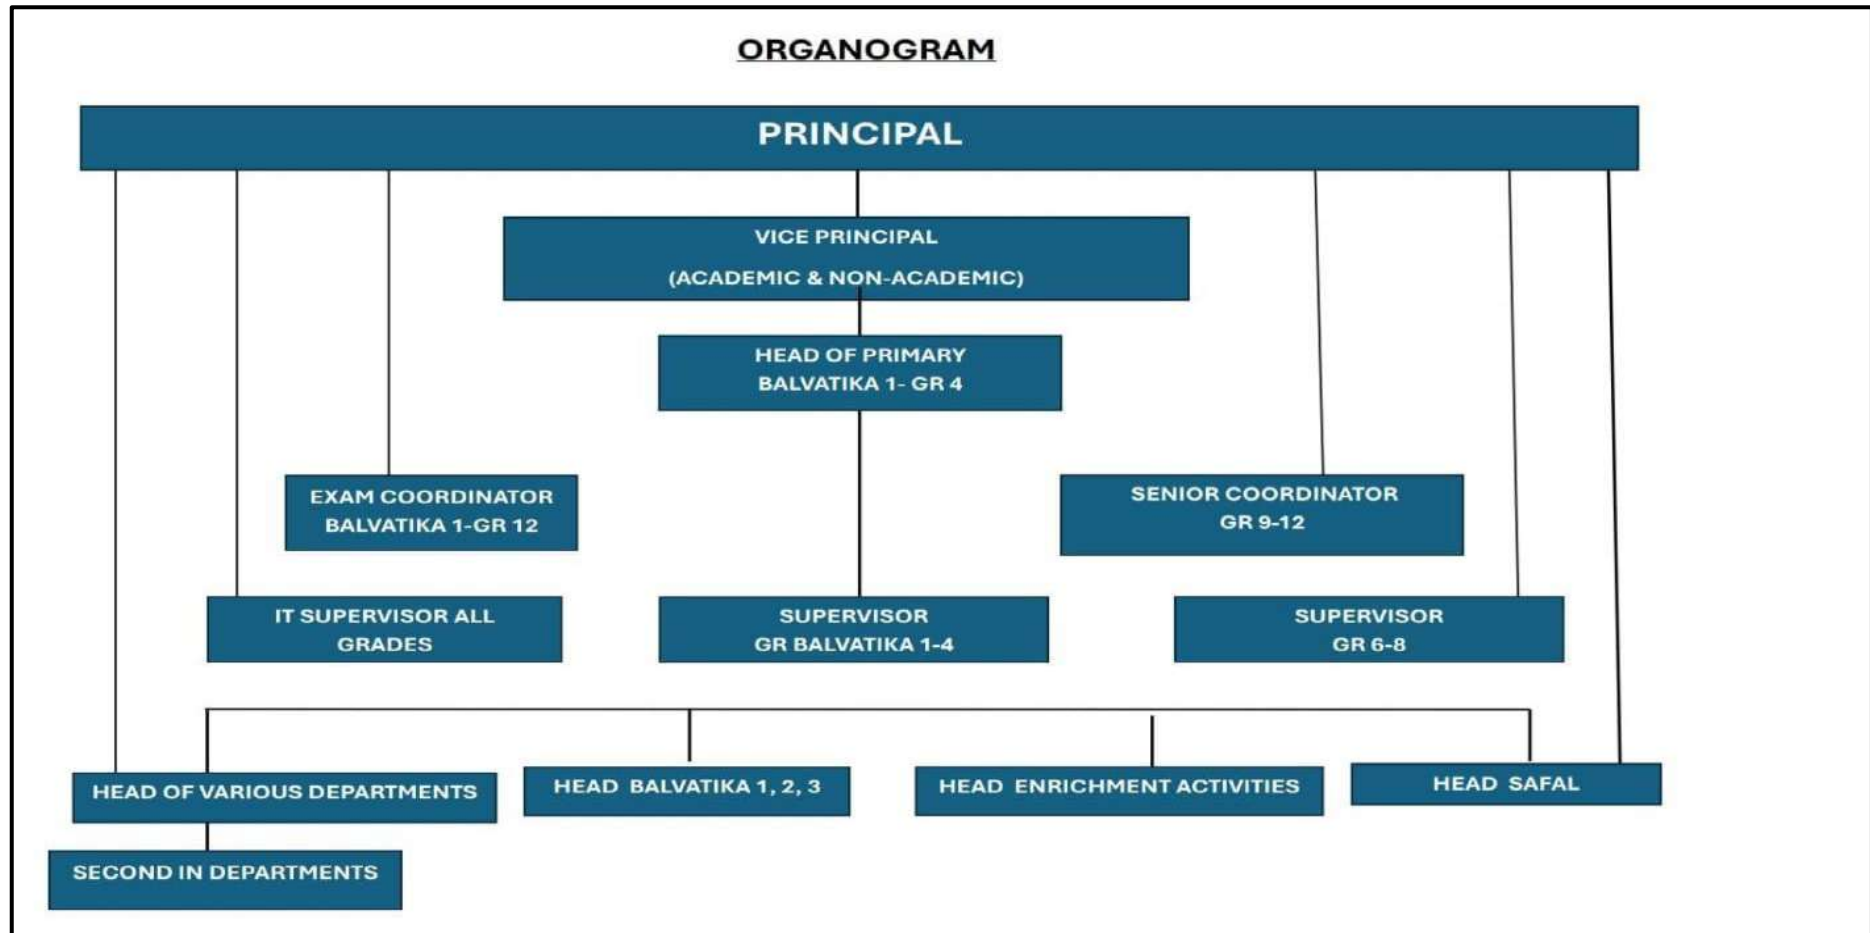 ORGANOGRAM
PRINCIPAL
VICE PRINCIPAL
(ACADEMIC & NON-ACADEMIC)
HEAD OF PRIMARY
BALVATIKA 1- GR 4
EXAM COORDINATOR
BALVATIKA 1-GR 12
SENIOR COORDINATOR
GR 9-12
IT SUPERVISOR ALL
GRADES
SUPERVISOR
GR BALVATIKA 1-4
SUPERVISOR
GR 6-8
HEAD OF VARIOUS DEPARTMENTS
HEAD BALVATIKA 1, 2, 3
HEAD ENRICHMENT ACTIVITIES
HEAD SAFAL
SECOND IN DEPARTMENTS